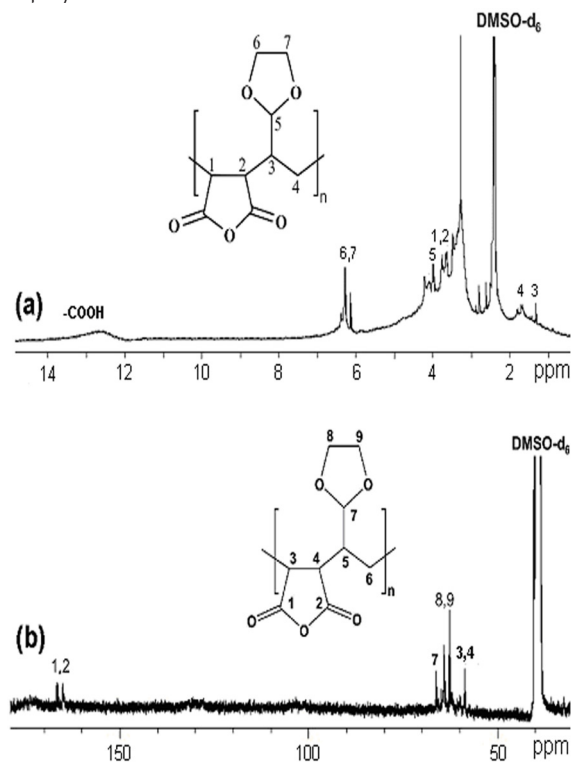 DMSO-d6
6 7
O O
5
1 2 3
4
n
O O O
6,7
1,2
5
4 3
(a)
-COOH
14 12 10 8 6 4 2 ppm
DMSO-d6
8 9
O O
7
3 4 5
6
n
1 2
O O O
8,9
(b)
1,2
7
3,4
150 100 50 ppm